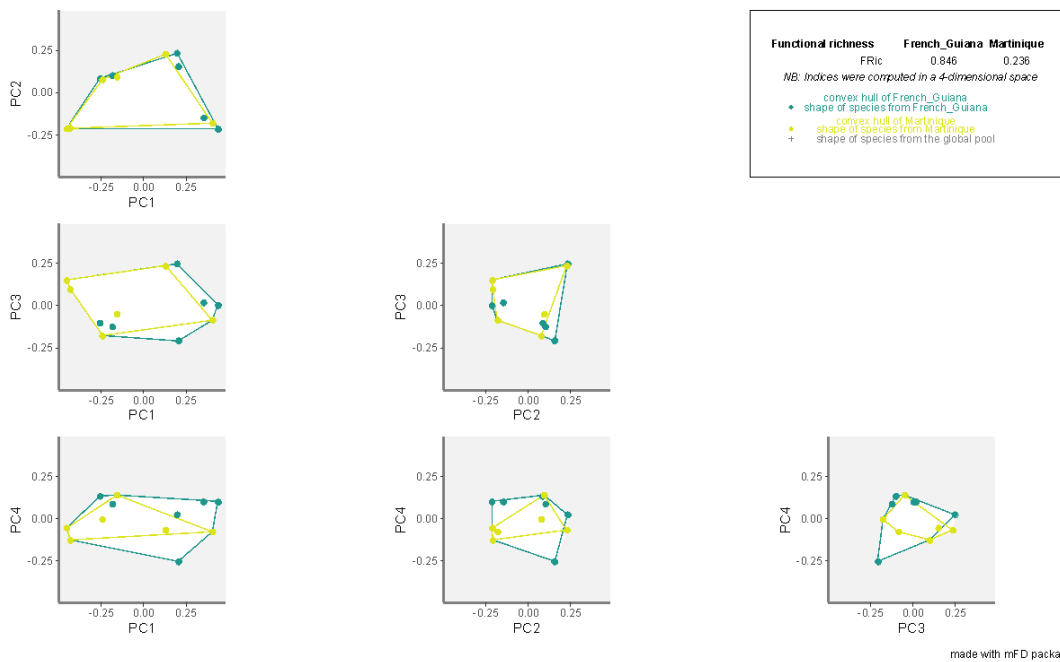 Functional richness French_Guiana Martinique
FRic 0.846 0.236
NB: Indices were computed in a 4-dimensional space
convex hull of French_Guiana
shape of species from French_Guiana
convex hull of Martinique
shape of species from Martinique
shape of species from the global pool
0.25
0.00
-0.25
PC2
-0.25 0.00 0.25
PC1
0.25
0.00
-0.25
PC3
-0.25 0.00 0.25
PC1
0.25
0.00
-0.25
PC3
-0.25 0.00 0.25
PC2
0.25
0.00
-0.25
PC4
-0.25 0.00 0.25
PC1
0.25
0.00
-0.25
PC4
-0.25 0.00 0.25
PC2
0.25
0.00
-0.25
PC4
-0.25 0.00 0.25
PC3
made with mFD packa